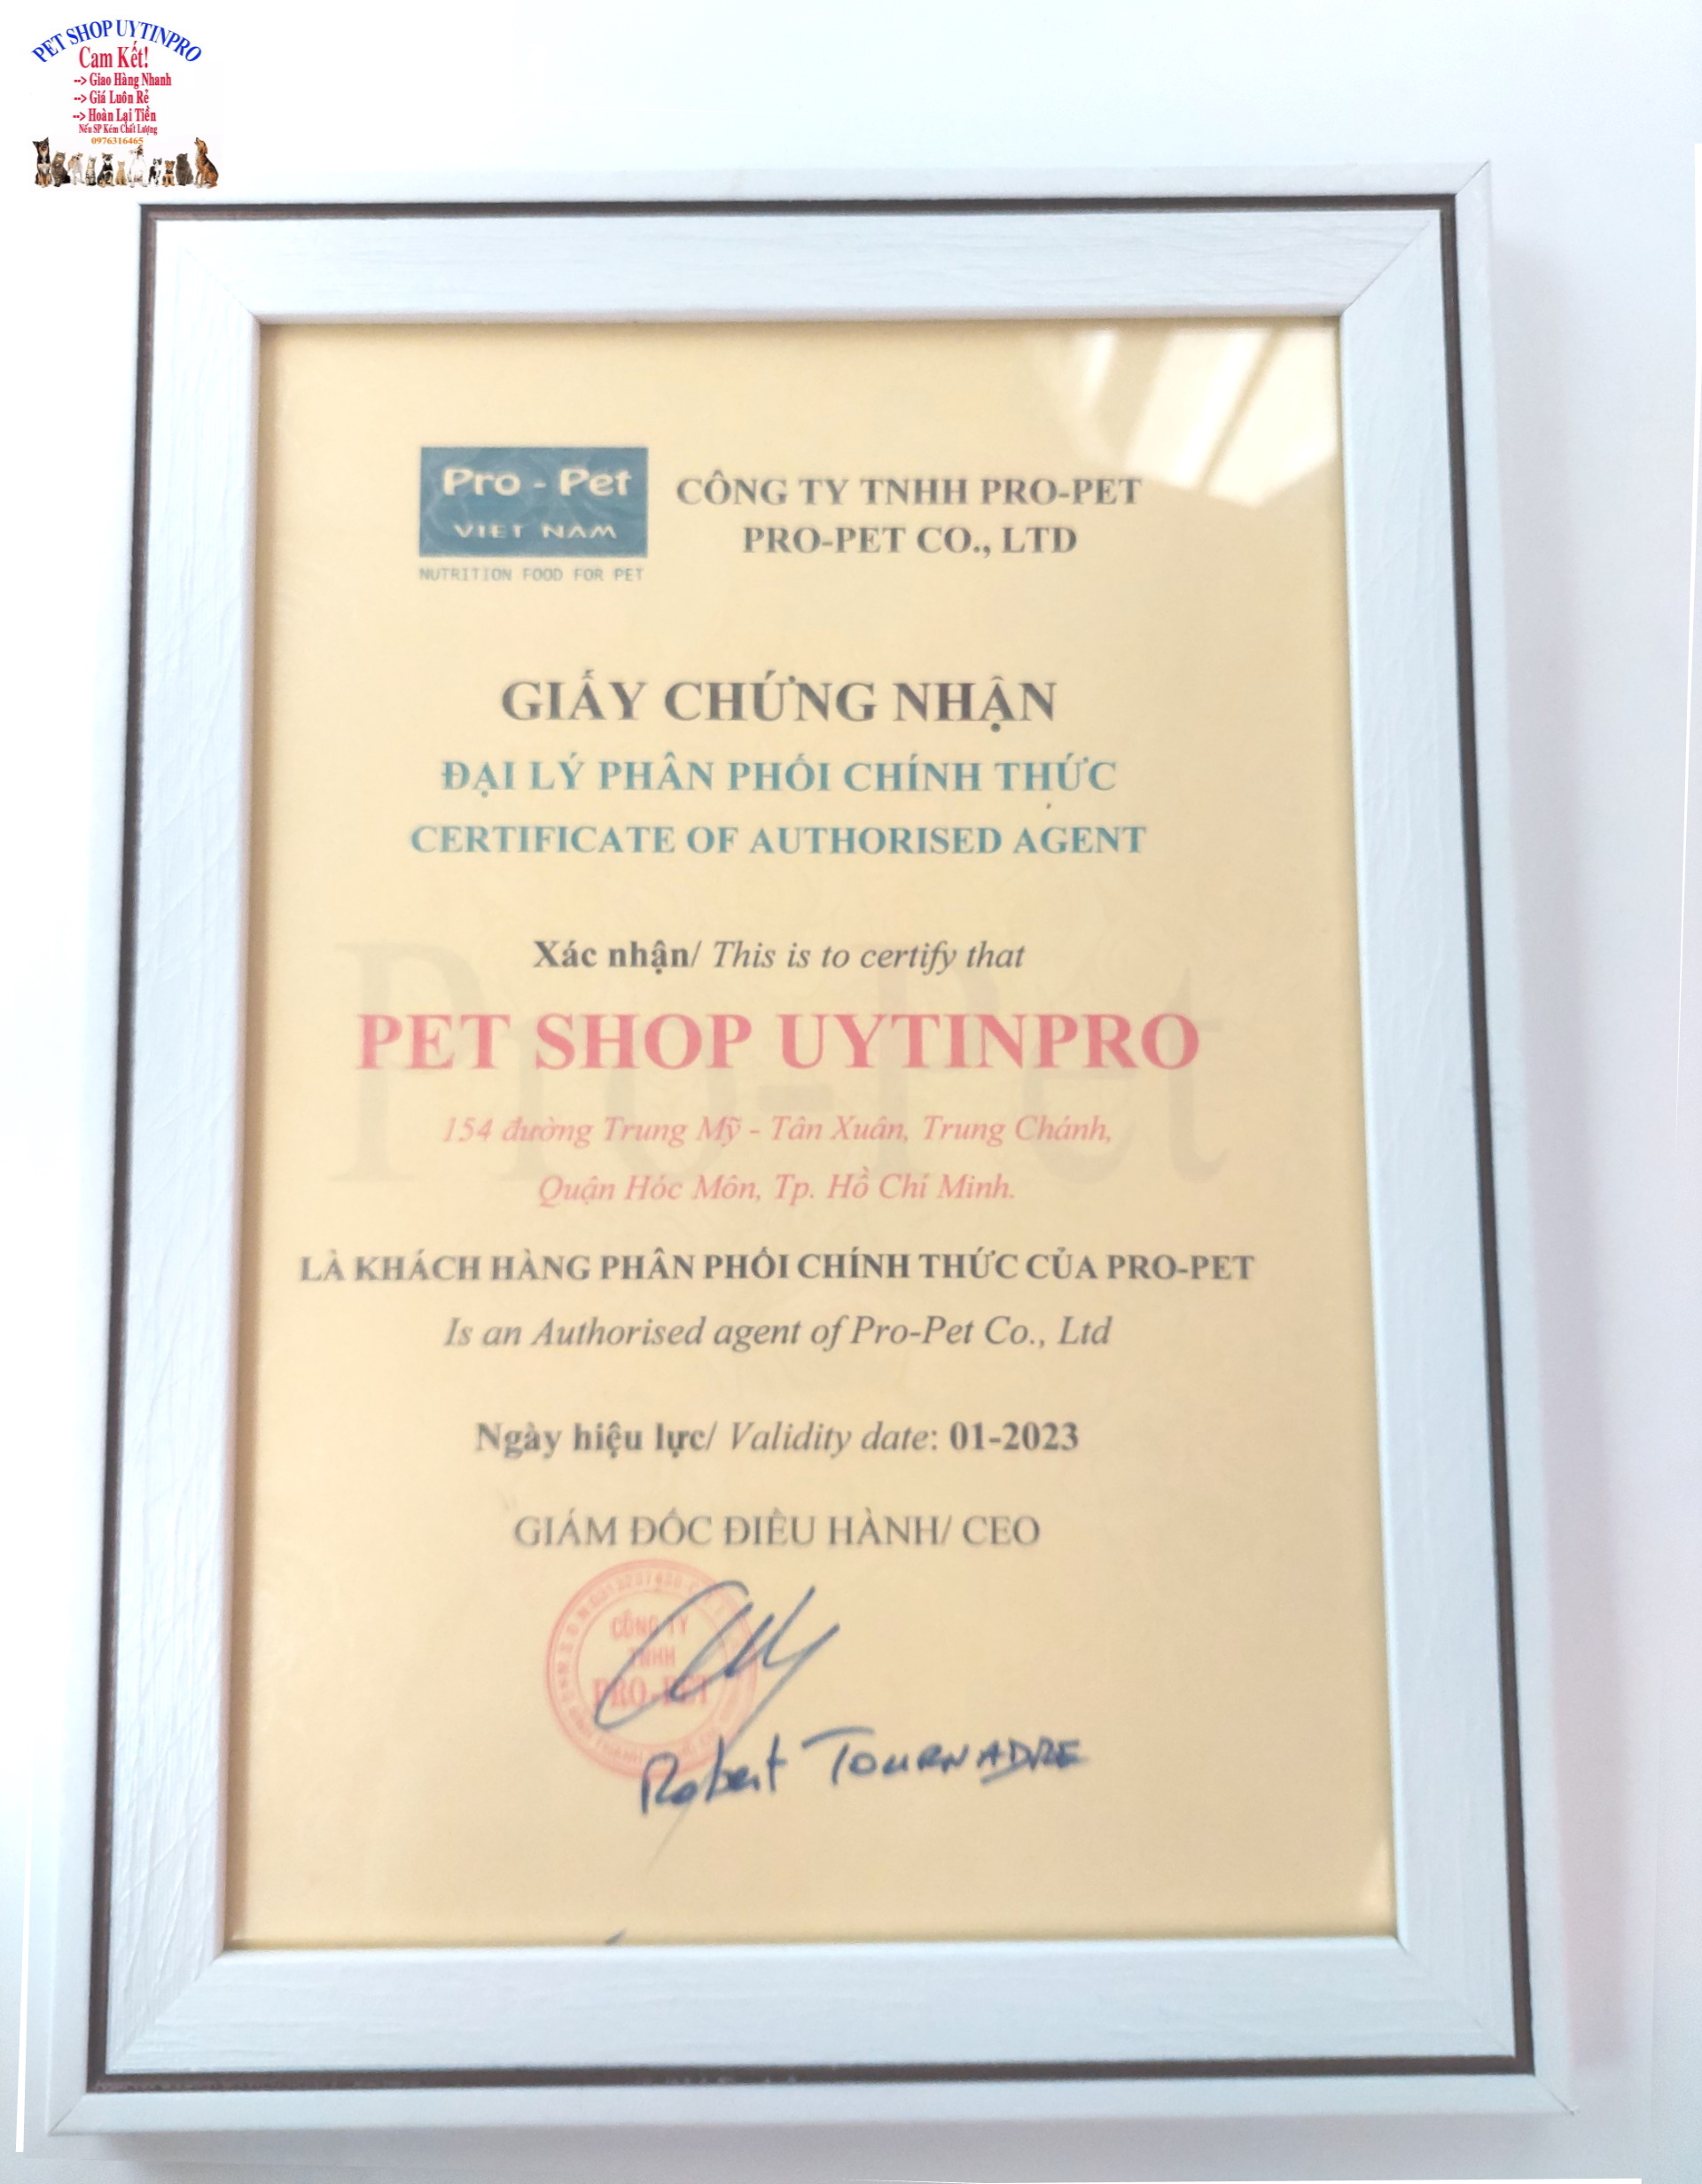 PET SHOP UYTINPRO
Cam Kết!
--> Giao Hàng Nhanh
--> Giá Luôn Rẻ
--> Hoàn Lại Tiền
Nếu SP Kém Chất Lượng
0976316465
Pro - Pet
VIET NAM
NUTRITION FOOD FOR PET
CÔNG TY TNHH PRO-PET
PRO-PET CO., LTD
GIẤY CHỨNG NHẬN
ĐẠI LÝ PHÂN PHỐI CHÍNH THỨC
CERTIFICATE OF AUTHORISED AGENT
Xác nhận/ This is to certify that
PET SHOP UYTINPRO
154 đường Trung Mỹ - Tân Xuân, Trung Chánh,
Quận Hóc Môn, Tp. Hồ Chí Minh.
LÀ KHÁCH HÀNG PHÂN PHỐI CHÍNH THỨC CỦA PRO-PET
Is an Authorised agent of Pro-Pet Co., Ltd
Ngày hiệu lực/ Validity date: 01-2023
GIÁM ĐỐC ĐIỀU HÀNH/ CEO
CÔNG TY
TNHH
PRO-PET
Robert TOURNADRE
Pro-Pet